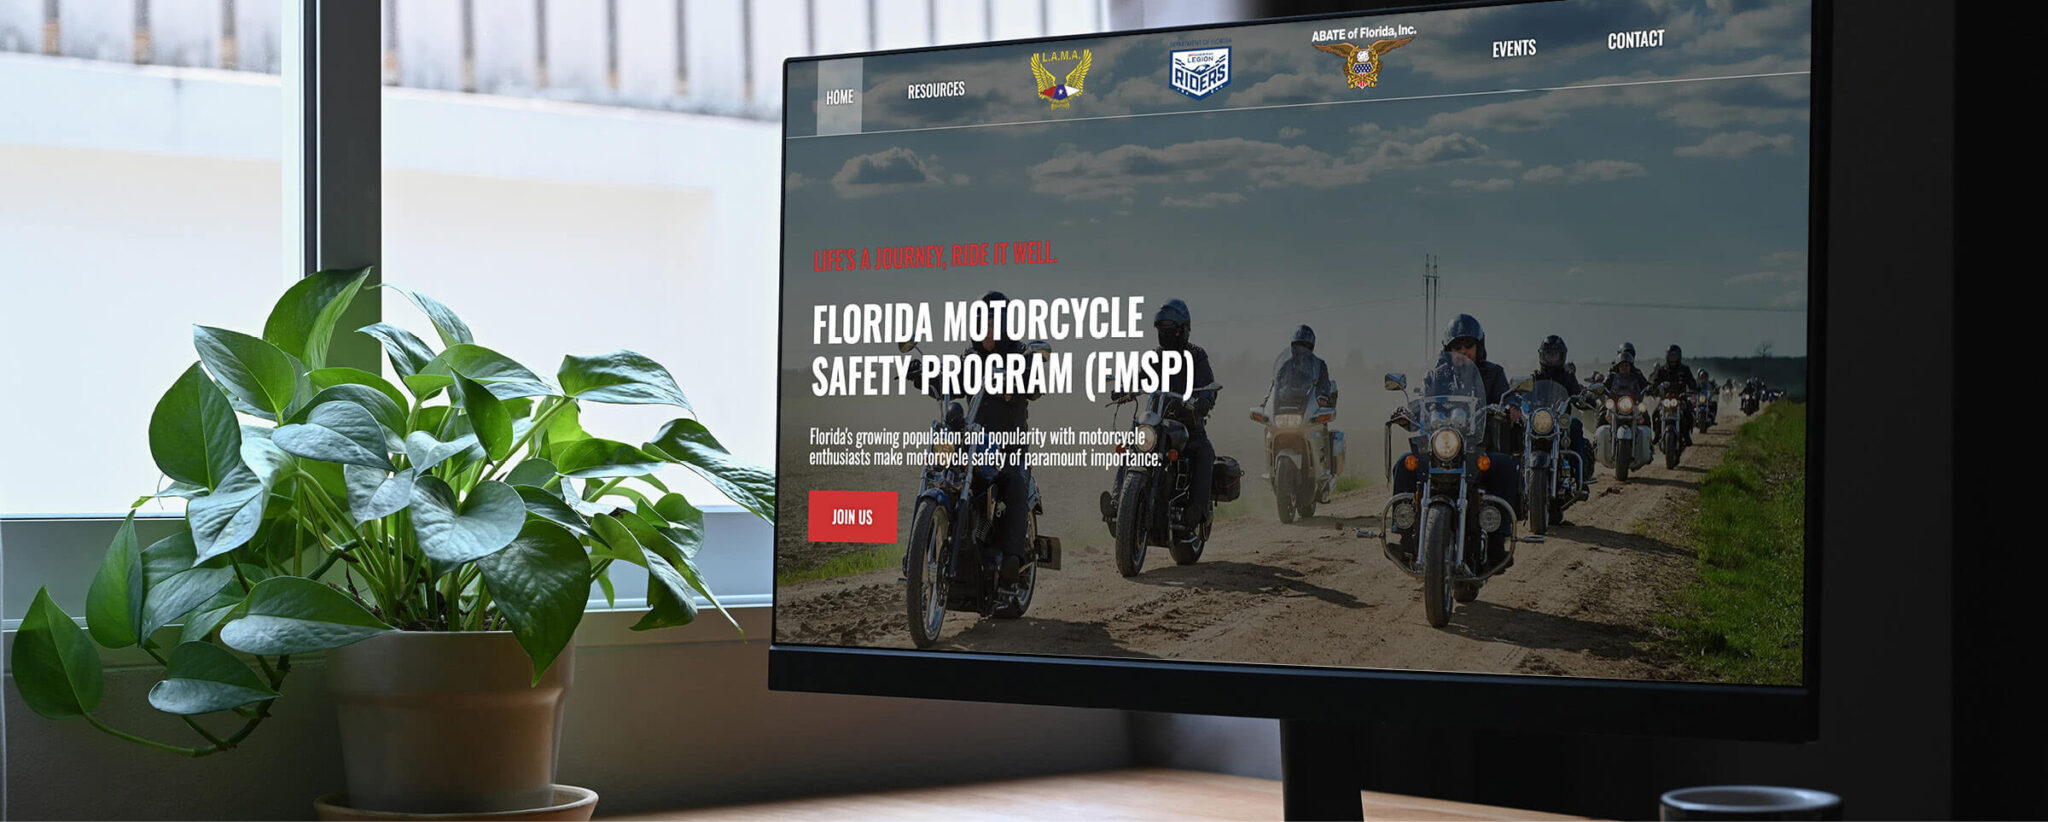 HOME
RESOURCES
L.A.M.A.
LEGION
RIDERS
ABATE of Florida, Inc.
EVENTS
CONTACT
LIFE'S A JOURNEY, RIDE IT WELL.
FLORIDA MOTORCYCLE
SAFETY PROGRAM (FMSP)
Florida's growing population and popularity with motorcycle
enthusiasts make motorcycle safety of paramount importance.
JOIN US